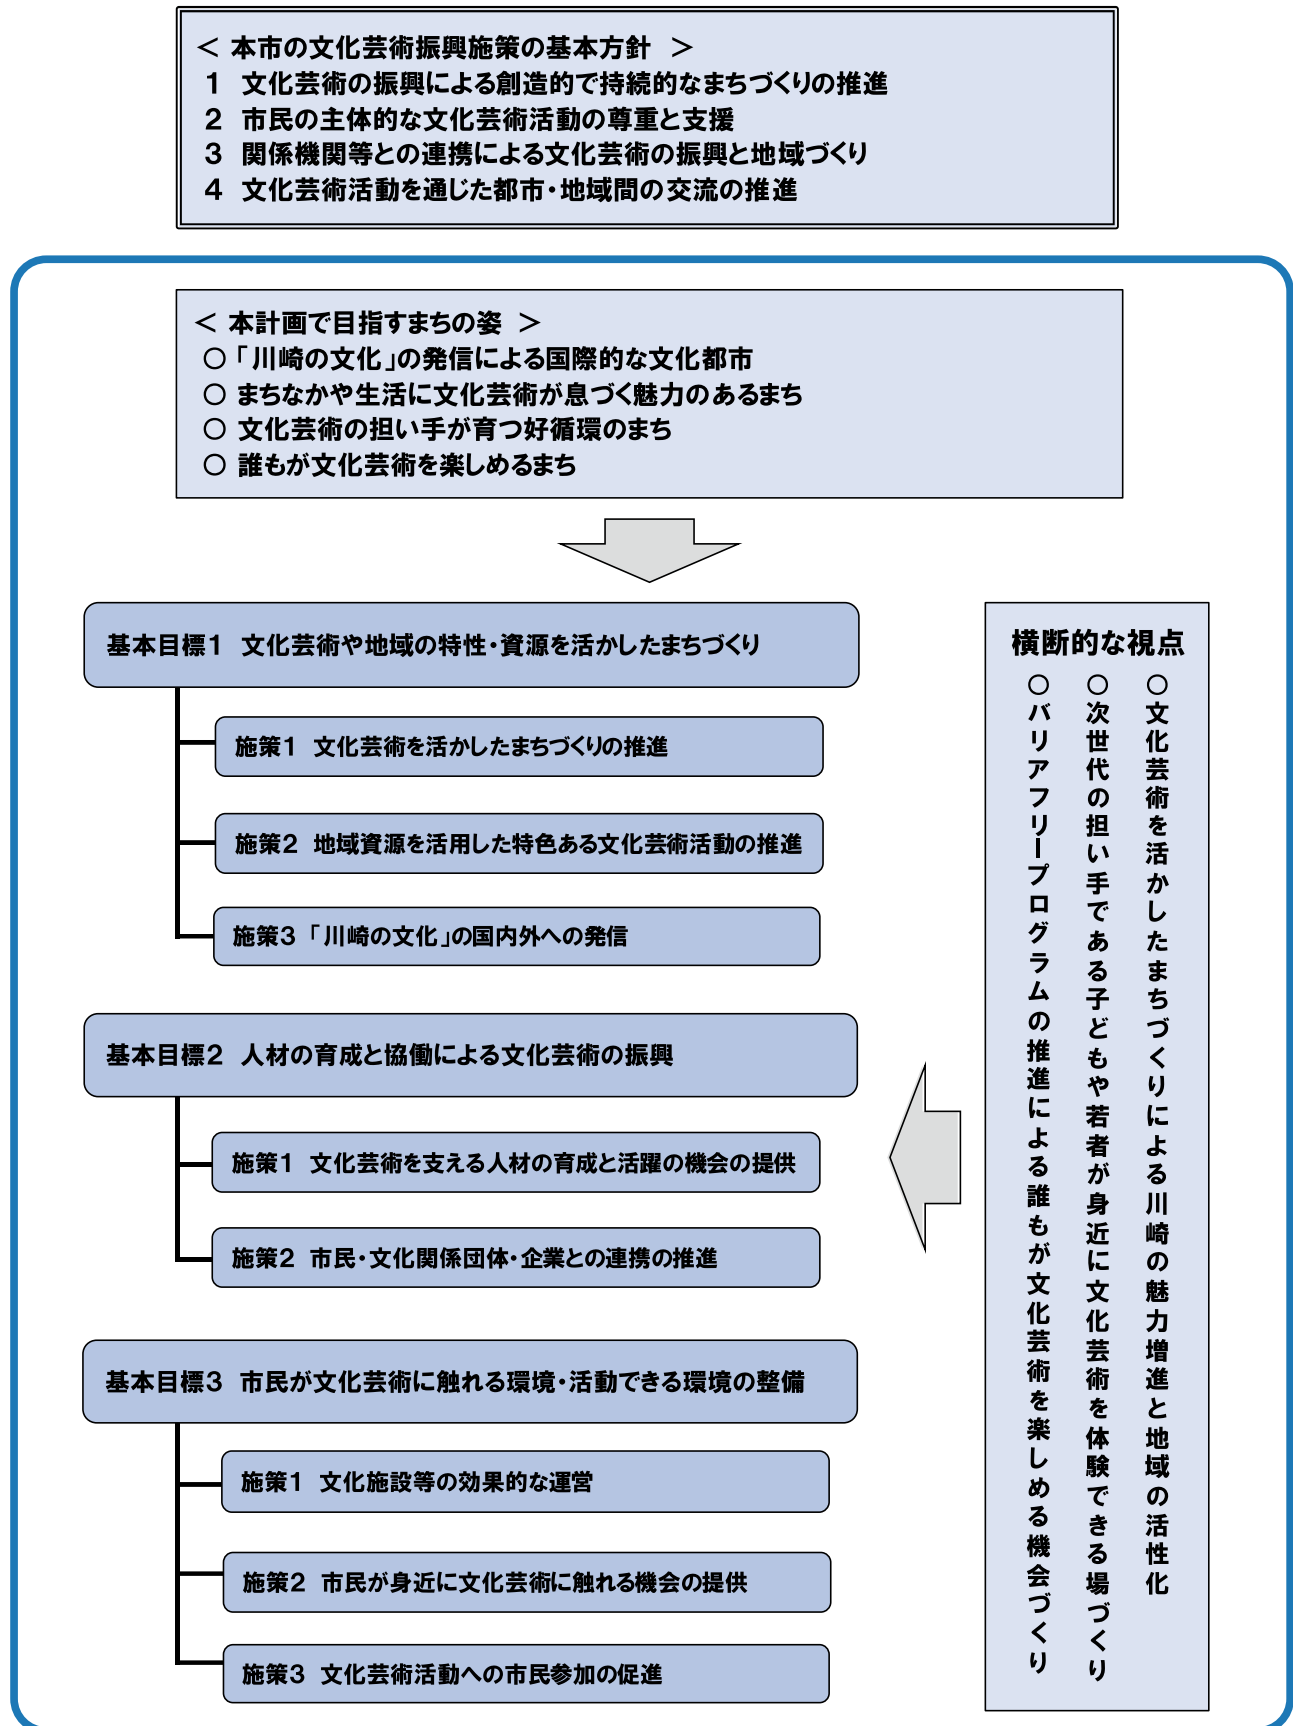 ＜ 本市の文化芸術振興施策の基本方針 ＞
1 文化芸術の振興による創造的で持続的なまちづくりの推進
2 市民の主体的な文化芸術活動の尊重と支援
3 関係機関等との連携による文化芸術の振興と地域づくり
4 文化芸術活動を通じた都市・地域間の交流の推進
＜ 本計画で目指すまちの姿 ＞
○「川崎の文化」の発信による国際的な文化都市
○ まちなかや生活に文化芸術が息づく魅力のあるまち
○ 文化芸術の担い手が育つ好循環のまち
○ 誰もが文化芸術を楽しめるまち
基本目標1 文化芸術や地域の特性・資源を活かしたまちづくり
施策1 文化芸術を活かしたまちづくりの推進
施策2 地域資源を活用した特色ある文化芸術活動の推進
施策3「川崎の文化」の国内外への発信
基本目標2 人材の育成と協働による文化芸術の振興
施策1 文化芸術を支える人材の育成と活躍の機会の提供
施策2 市民・文化関係団体・企業との連携の推進
基本目標3 市民が文化芸術に触れる環境・活動できる環境の整備
施策1 文化施設等の効果的な運営
施策2 市民が身近に文化芸術に触れる機会の提供
施策3 文化芸術活動への市民参加の促進
横断的な視点
○文化芸術を活かしたまちづくりによる川崎の魅力増進と地域の活性化
○次世代の担い手である子どもや若者が身近に文化芸術を体験できる場づくり
○バリアフリープログラムの推進による誰もが文化芸術を楽しめる機会づくり